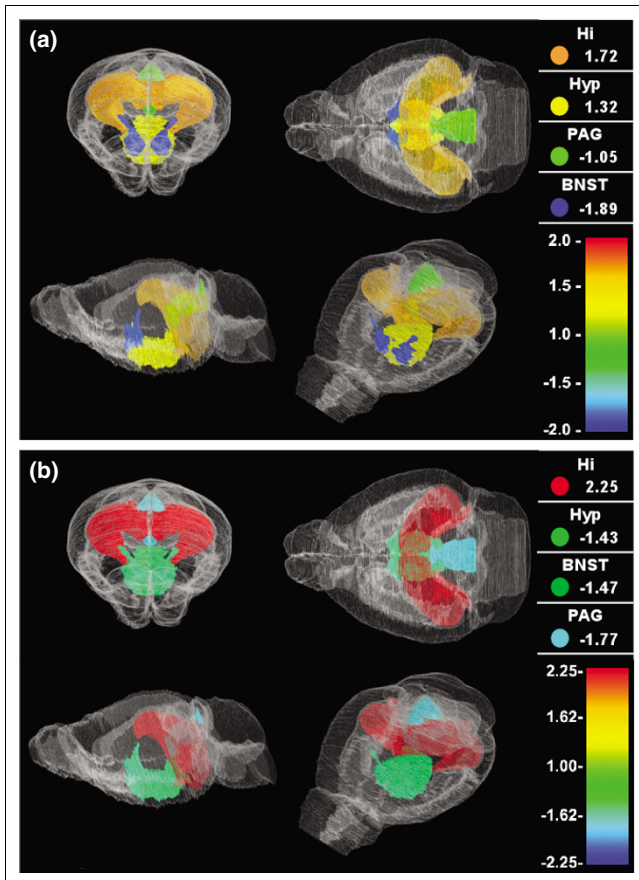 (a)
Hi
1.72
Hyp
1.32
PAG
-1.05
BNST
-1.89
2.0 -
1.5 -
1.0 -
-1.5 -
-2.0 -
(b)
Hi
2.25
Hyp
-1.43
BNST
-1.47
PAG
-1.77
2.25-
1.62-
1.00-
-1.62-
-2.25-